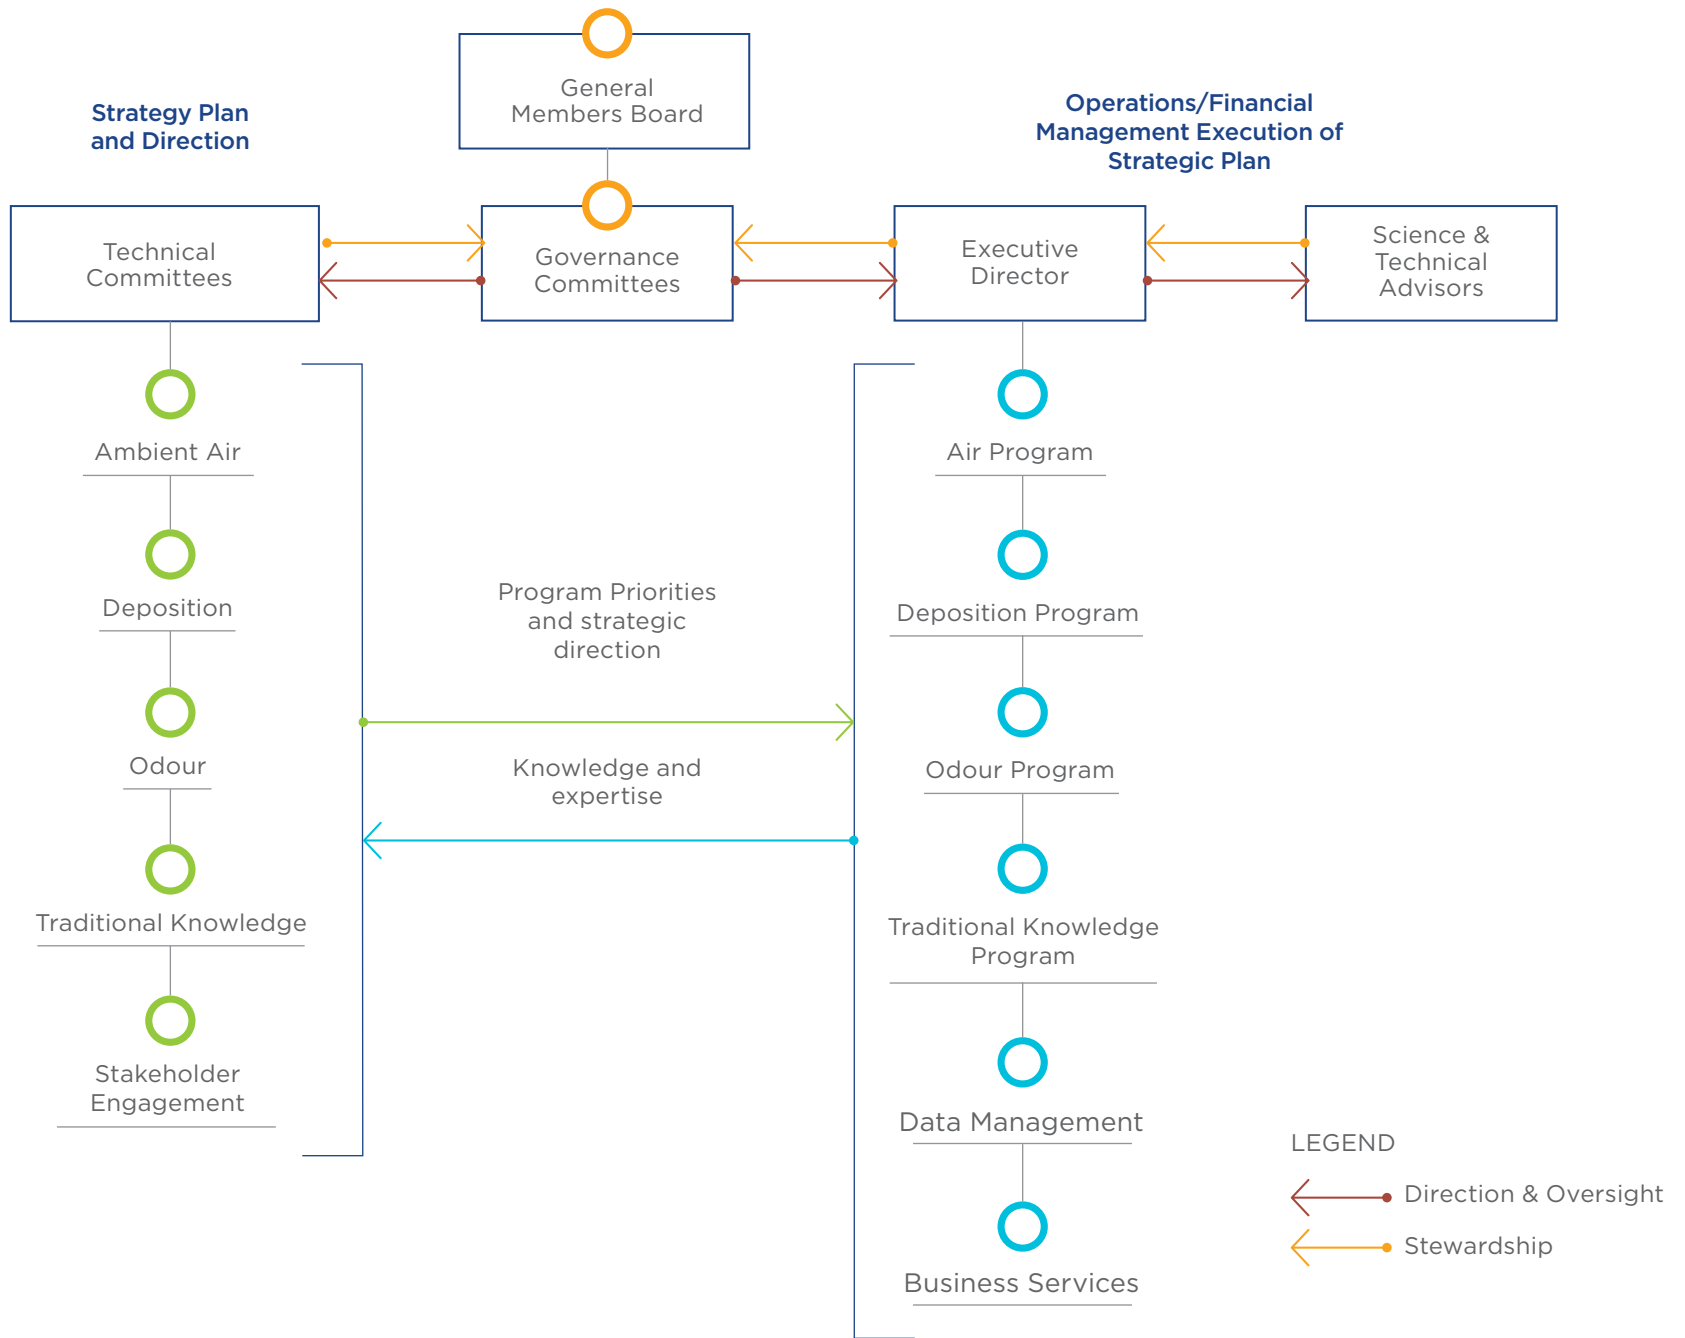 General
Members Board
Strategy Plan
and Direction
Operations/Financial
Management Execution of
Strategic Plan
Technical
Committees
Governance
Committees
Executive
Director
Science &
Technical
Advisors
Ambient Air
Deposition
Odour
Traditional Knowledge
Stakeholder
Engagement
Program Priorities
and strategic
direction
Knowledge and
expertise
Air Program
Deposition Program
Odour Program
Traditional Knowledge
Program
Data Management
Business Services
LEGEND
Direction & Oversight
Stewardship